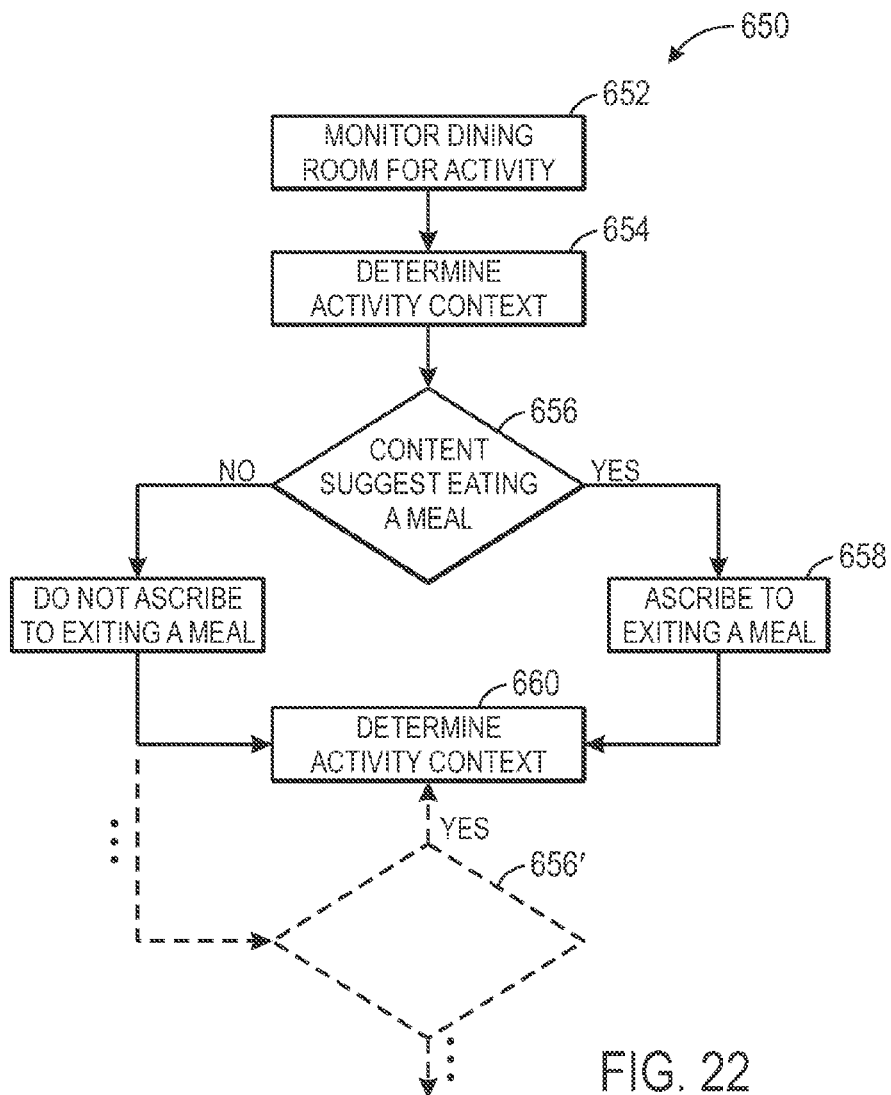 650
652
MONITOR DINING
ROOM FOR ACTIVITY
654
DETERMINE
ACTIVITY CONTEXT
656
CONTENT
SUGGEST EATING
A MEAL
NO
YES
DO NOT ASCRIBE
TO EXITING A MEAL
658
ASCRIBE TO
EXITING A MEAL
660
DETERMINE
ACTIVITY CONTEXT
YES
656'
FIG. 22